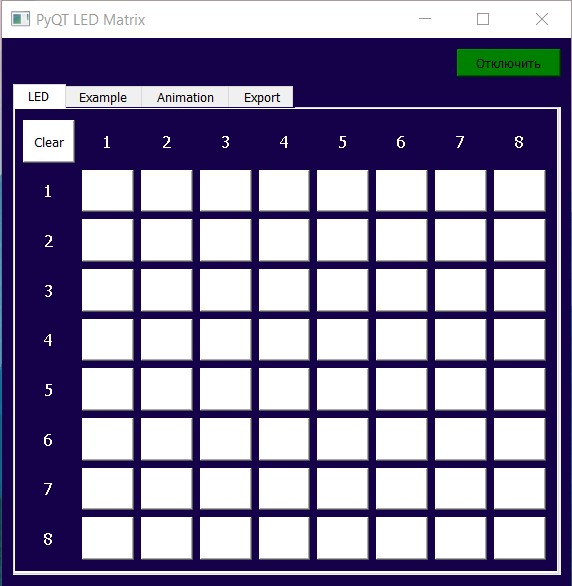 PyQT LED Matrix
Отключить
LED Example Animation Export
Clear 1 2 3 4 5 6 7 8
1
2
3
4
5
6
7
8